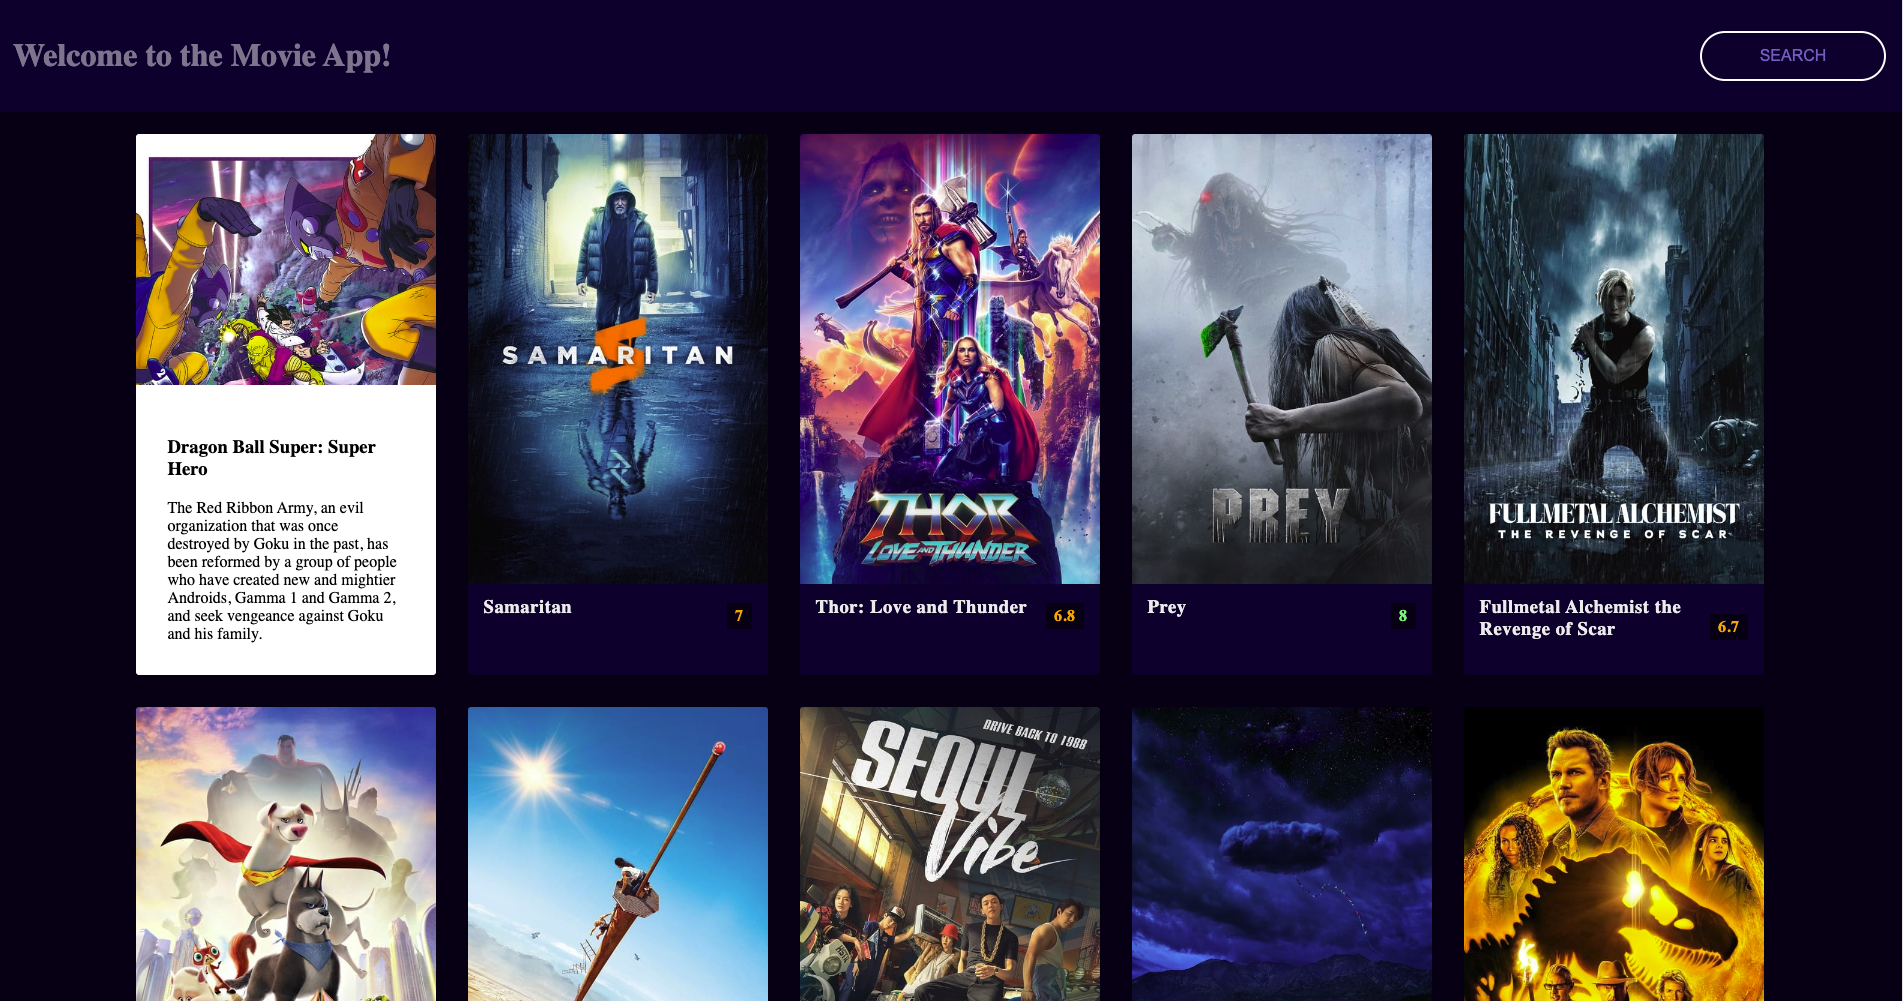 Welcome to the Movie App!
SEARCH
Dragon Ball Super: Super
Hero
The Red Ribbon Army, an evil
organization that was once
destroyed by Goku in the past, has
been reformed by a group of people
who have created new and mightier
Androids, Gamma 1 and Gamma 2,
and seek vengeance against Goku
and his family.
SAMARITAN
Samaritan
7
THOR
LOVE AND THUNDER
Thor: Love and Thunder
6.8
PREY
Prey
8
FULLMETAL ALCHEMIST
THE REVENGE OF SCAR
Fullmetal Alchemist the
Revenge of Scar
6.7
DRIVE BACK TO 1988
SEOUL
Vibe